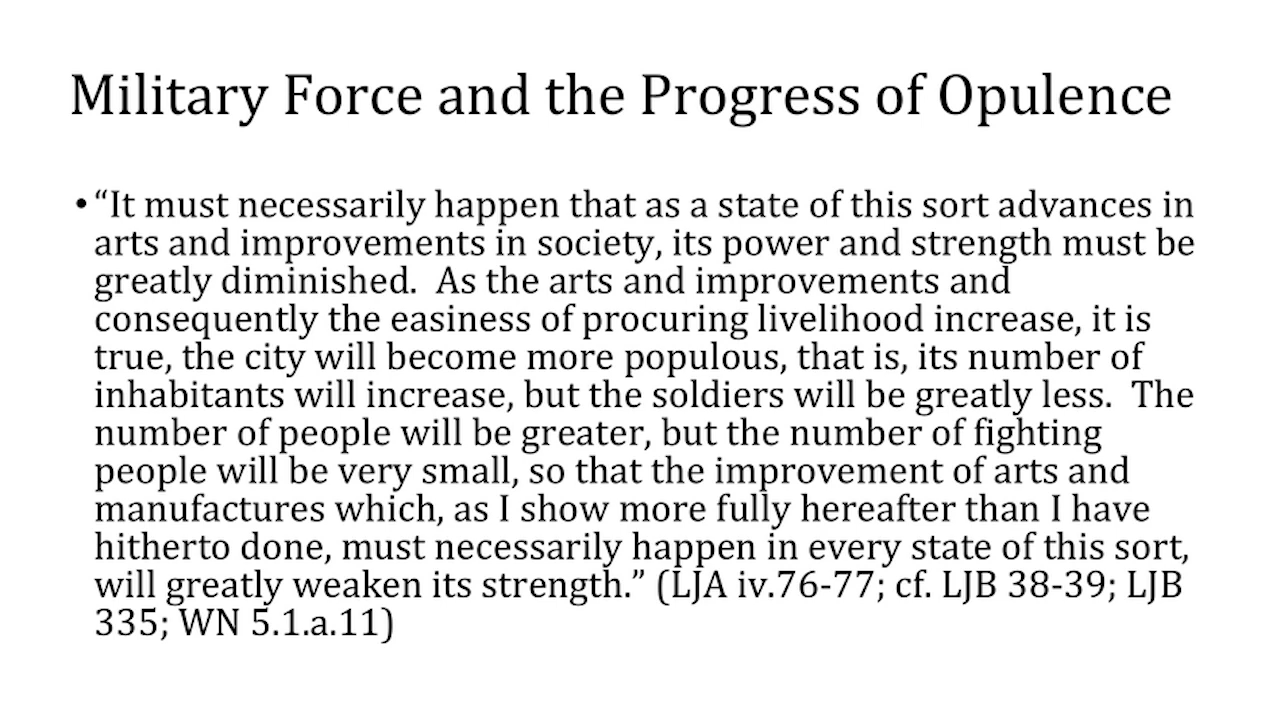 Military Force and the Progress of Opulence
• “It must necessarily happen that as a state of this sort advances in
arts and improvements in society, its power and strength must be
greatly diminished.  As the arts and improvements and
consequently the easiness of procuring livelihood increase, it is
true, the city will become more populous, that is, its number of
inhabitants will increase, but the soldiers will be greatly less.  The
number of people will be greater, but the number of fighting
people will be very small, so that the improvement of arts and
manufactures which, as I show more fully hereafter than I have
hitherto done, must necessarily happen in every state of this sort,
will greatly weaken its strength.” (LJA iv.76-77; cf. LJB 38-39; LJB
335; WN 5.1.a.11)